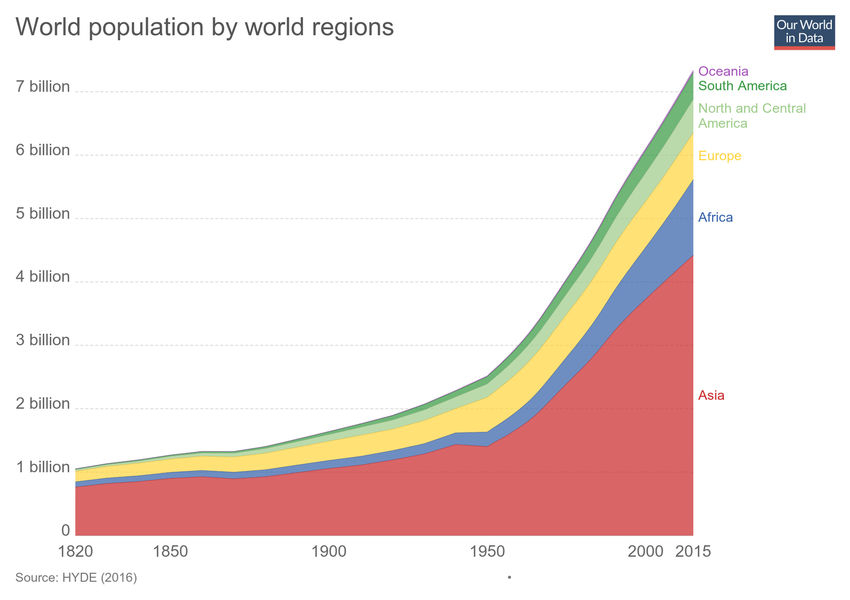 World population by world regions
Our World
in Data
Oceania
7 billion
South America
North and Central
America
6 billion
Europe
5 billion
Africa
4 billion
3 billion
2 billion
Asia
1 billion
0
1820 1850 1900 1950 2000 2015
Source: HYDE (2016)